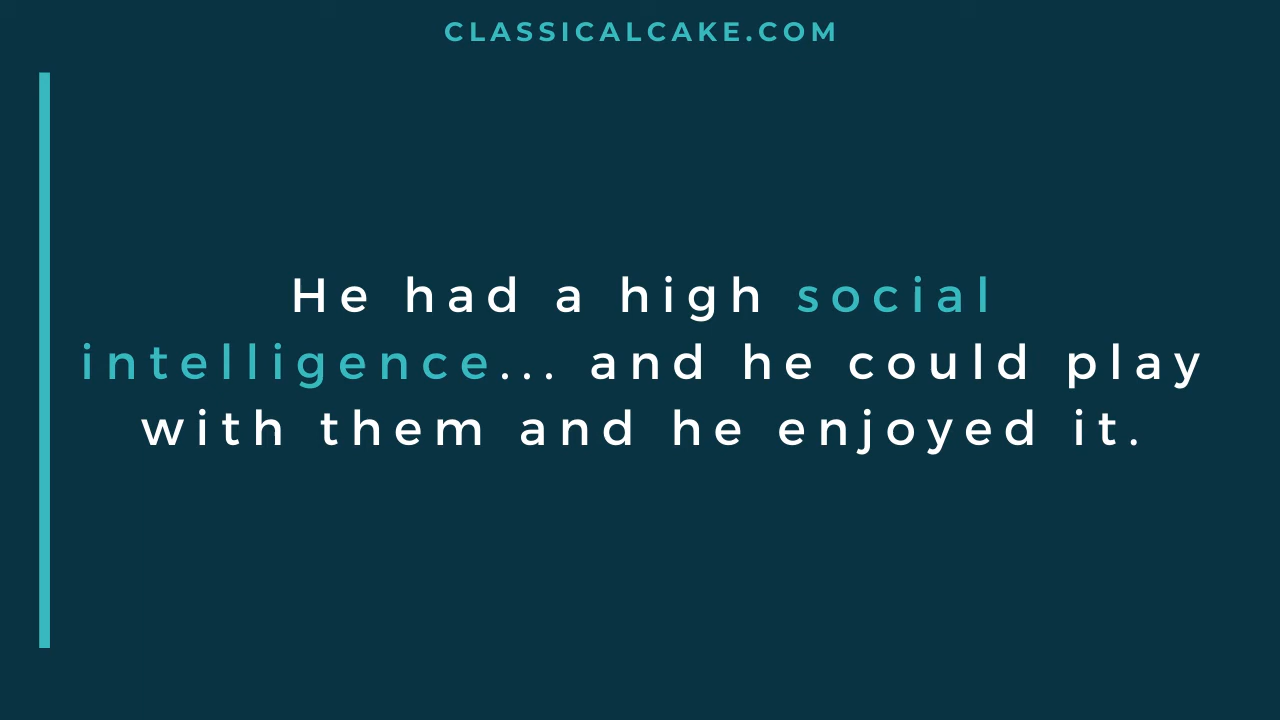 CLASSICALCAKE.COM
He had a high social
intelligence... and he could play
with them and he enjoyed it.